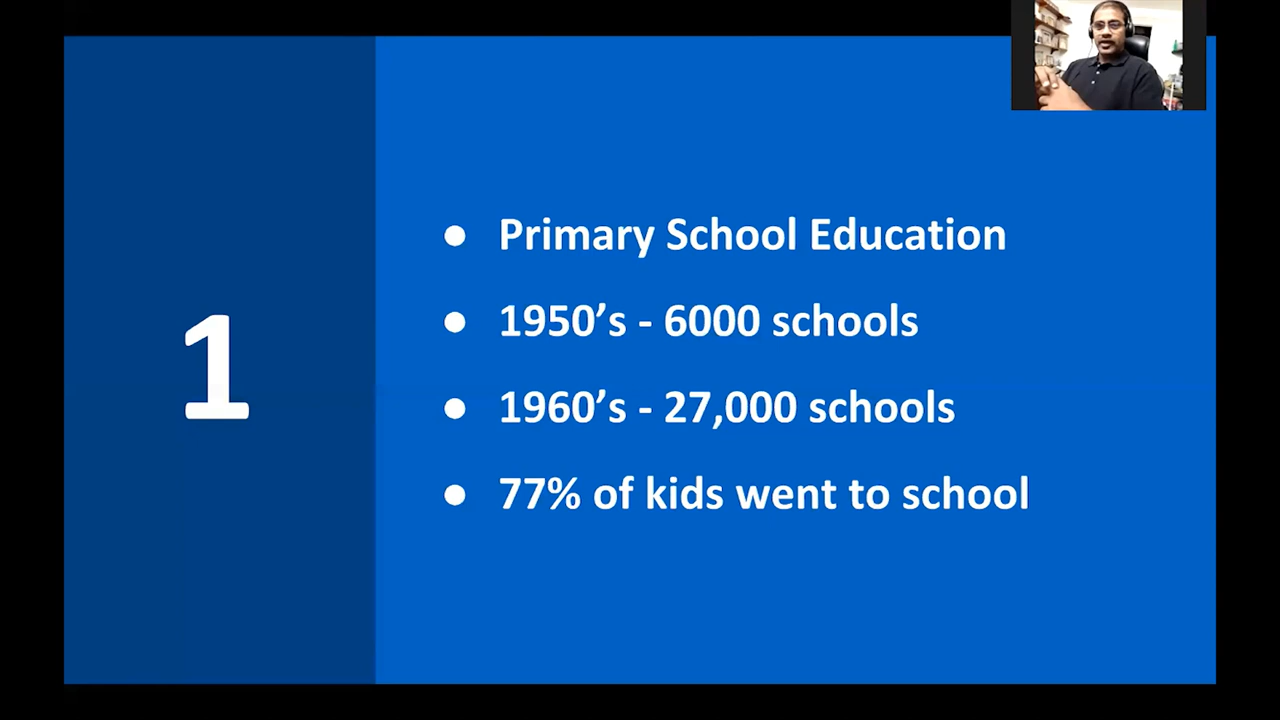 1
Primary School Education
1950’s - 6000 schools
1960’s - 27,000 schools
77% of kids went to school